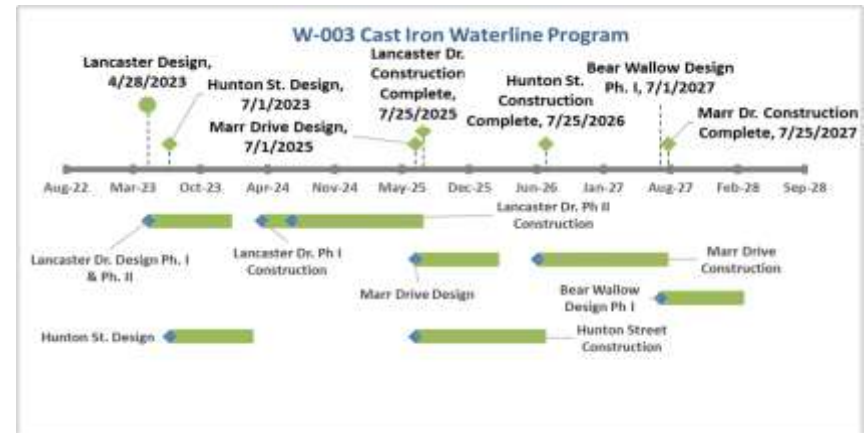 W-003 Cast Iron Waterline Program
Lancaster Design,
4/28/2023
Hunton St. Design,
7/1/2023
Marr Drive Design,
7/1/2025
Lancaster Dr.
Construction
Complete,
7/25/2025
Hunton St.
Construction
Complete, 7/25/2026
Bear Wallow Design
Ph. I, 7/1/2027
Marr Dr. Construction
Complete, 7/25/2027
Aug-22 Mar-23 Oct-23 Apr-24 Nov-24 May-25 Dec-25 Jun-26 Jan-27 Aug-27 Feb-28 Sep-28
Lancaster Dr. Design Ph. I
& Ph. II
Lancaster Dr. Ph I
Construction
Lancaster Dr. Ph II
Construction
Marr Drive Design
Marr Drive
Construction
Bear Wallow
Design Ph I
Hunton St. Design
Hunton Street
Construction